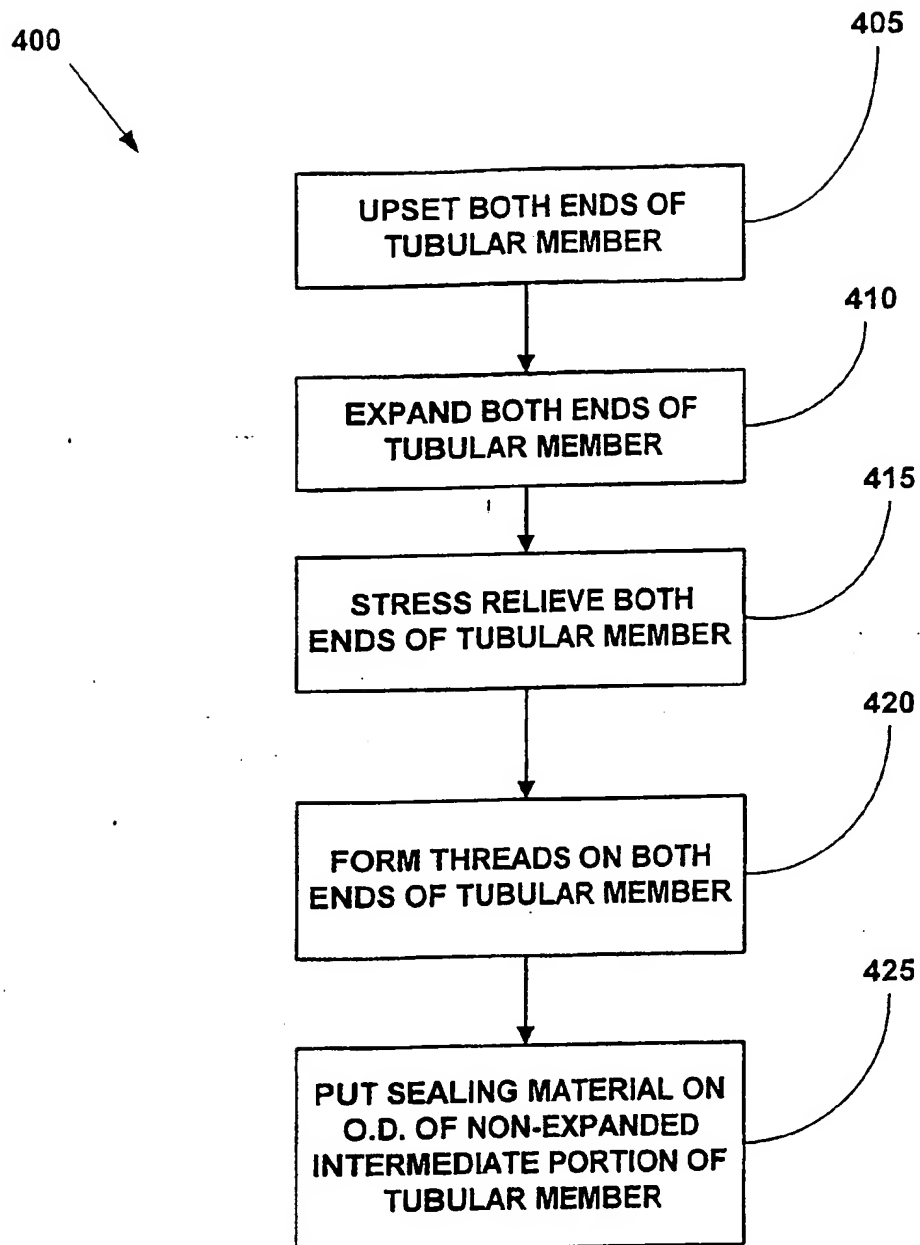 400
405
UPSET BOTH ENDS OF
TUBULAR MEMBER
410
EXPAND BOTH ENDS OF
TUBULAR MEMBER
415
STRESS RELIEVE BOTH
ENDS OF TUBULAR MEMBER
420
FORM THREADS ON BOTH
ENDS OF TUBULAR MEMBER
425
PUT SEALING MATERIAL ON
O.D. OF NON-EXPANDED
INTERMEDIATE PORTION OF
TUBULAR MEMBER